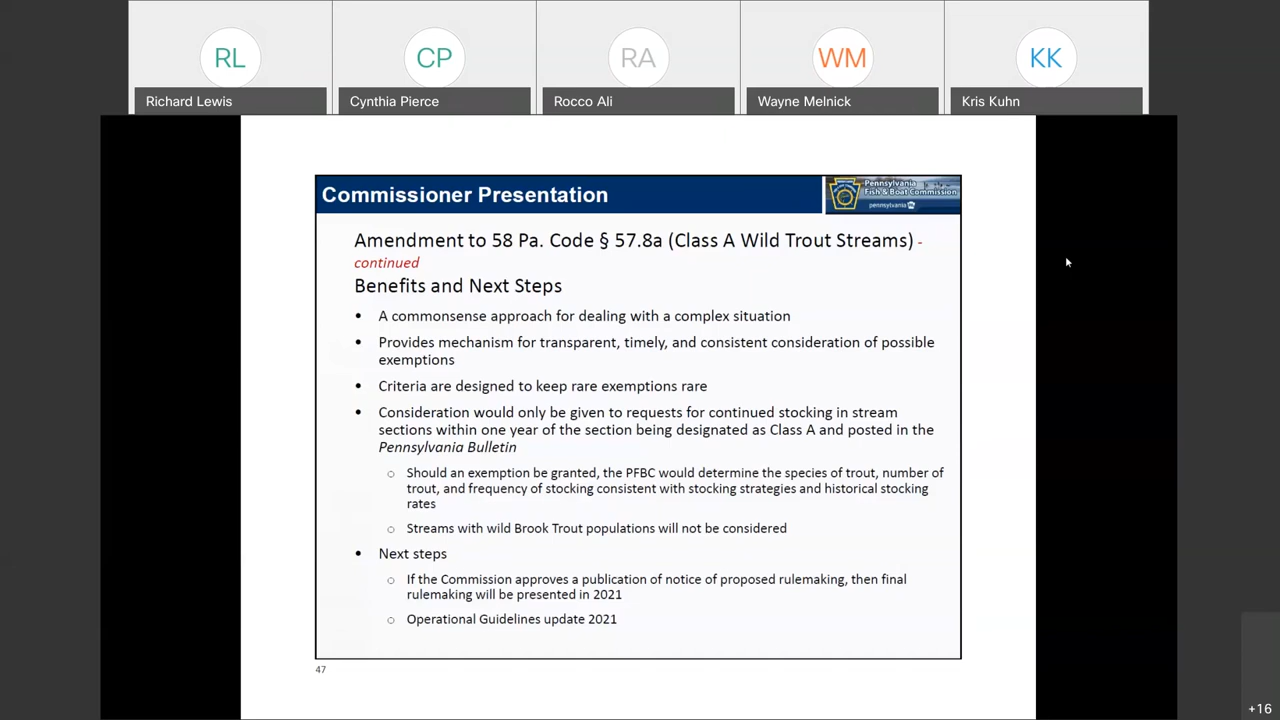 RL
CP
RA
WM
KK
Richard Lewis
Cynthia Pierce
Rocco Ali
Wayne Melnick
Kris Kuhn
Commissioner Presentation
Pennsylvania
Fish & Boat Commission
pennsylvania PA
Amendment to 58 Pa. Code § 57.8a (Class A Wild Trout Streams) -
continued
Benefits and Next Steps
• A commonsense approach for dealing with a complex situation
• Provides mechanism for transparent, timely, and consistent consideration of possible
exemptions
• Criteria are designed to keep rare exemptions rare
• Consideration would only be given to requests for continued stocking in stream
sections within one year of the section being designated as Class A and posted in the
Pennsylvania Bulletin
○ Should an exemption be granted, the PFBC would determine the species of trout, number of
trout, and frequency of stocking consistent with stocking strategies and historical stocking
rates
○ Streams with wild Brook Trout populations will not be considered
• Next steps
○ If the Commission approves a publication of notice of proposed rulemaking, then final
rulemaking will be presented in 2021
○ Operational Guidelines update 2021
47
+16